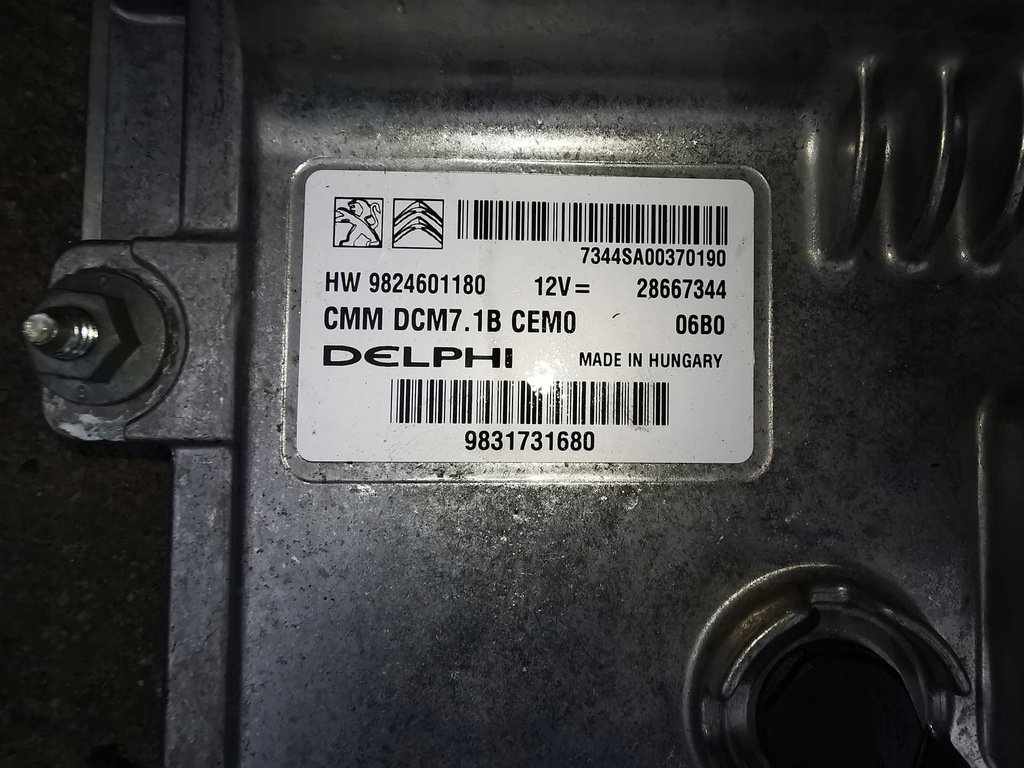 7344SA00370190
HW 9824601180 12V= 28667344
CMM DCM7.1B CEM0 06B0
DELPHI MADE IN HUNGARY
9831731680